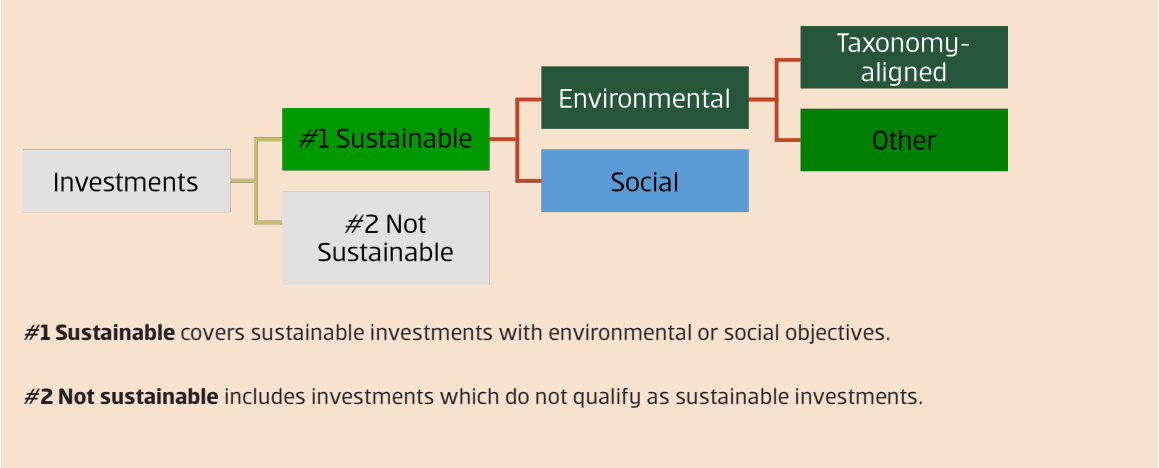 Investments
#1 Sustainable
#2 Not
Sustainable
Environmental
Social
Taxonomy-
aligned
Other
#1 Sustainable covers sustainable investments with environmental or social objectives.
#2 Not sustainable includes investments which do not qualify as sustainable investments.